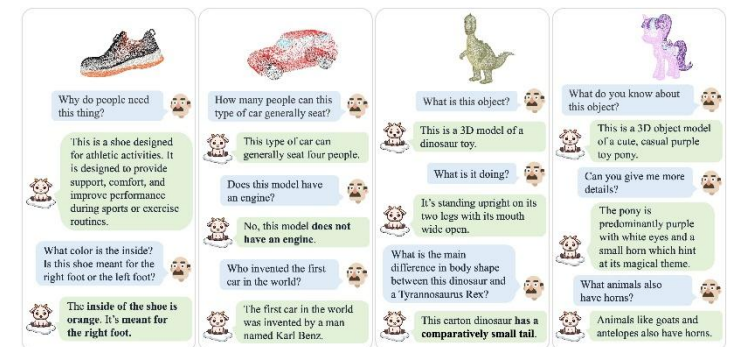 Why do people need
this thing?
This is a shoe designed
for athletic activities. It
is designed to provide
support, comfort, and
improve performance
during sports or exercise
routines.
What color is the inside?
Is this shoe meant for the
right foot or the left foot?
The inside of the shoe is
orange. It's meant for
the right foot.
How many people can this
type of car generally seat?
This type of car can
generally seat four people.
Does this model have
an engine?
No, this model does not
have an engine.
Who invented the first
car in the world?
The first car in the world
was invented by a man
named Karl Benz.
What is this object?
This is a 3D model of a
dinosaur toy.
What is it doing?
It's standing upright on its
two legs with its mouth
wide open.
What is the main
difference in body shape
between this dinosaur and
a Tyrannosaurus Rex?
This carton dinosaur has a
comparatively small tail.
What do you know about
this object?
This is a 3D object model
of a cute, casual purple
toy pony.
Can you give me more
details?
The pony is
predominantly purple
with white eyes and a
small horn which hint
at its magical theme.
What animals also
have horns?
Animals like goats and
antelopes also have horns.